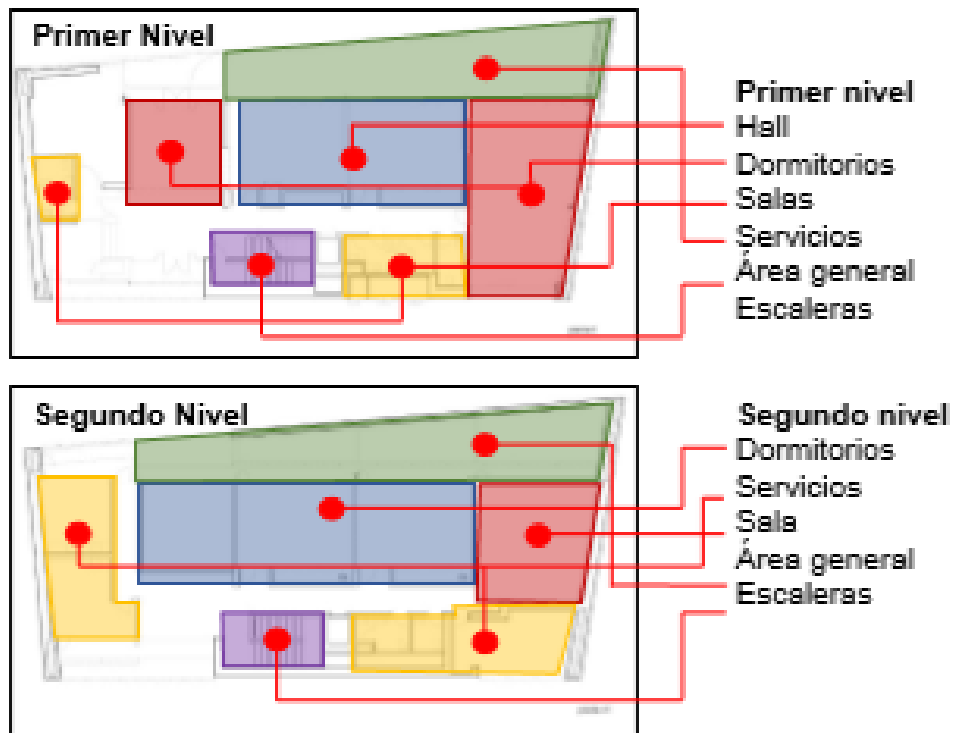 Primer Nivel
Primer nivel
Hall
Dormitorios
Salas
Servicios
Área general
Escaleras
Segundo Nivel
Segundo nivel
Dormitorios
Servicios
Sala
Área general
Escaleras